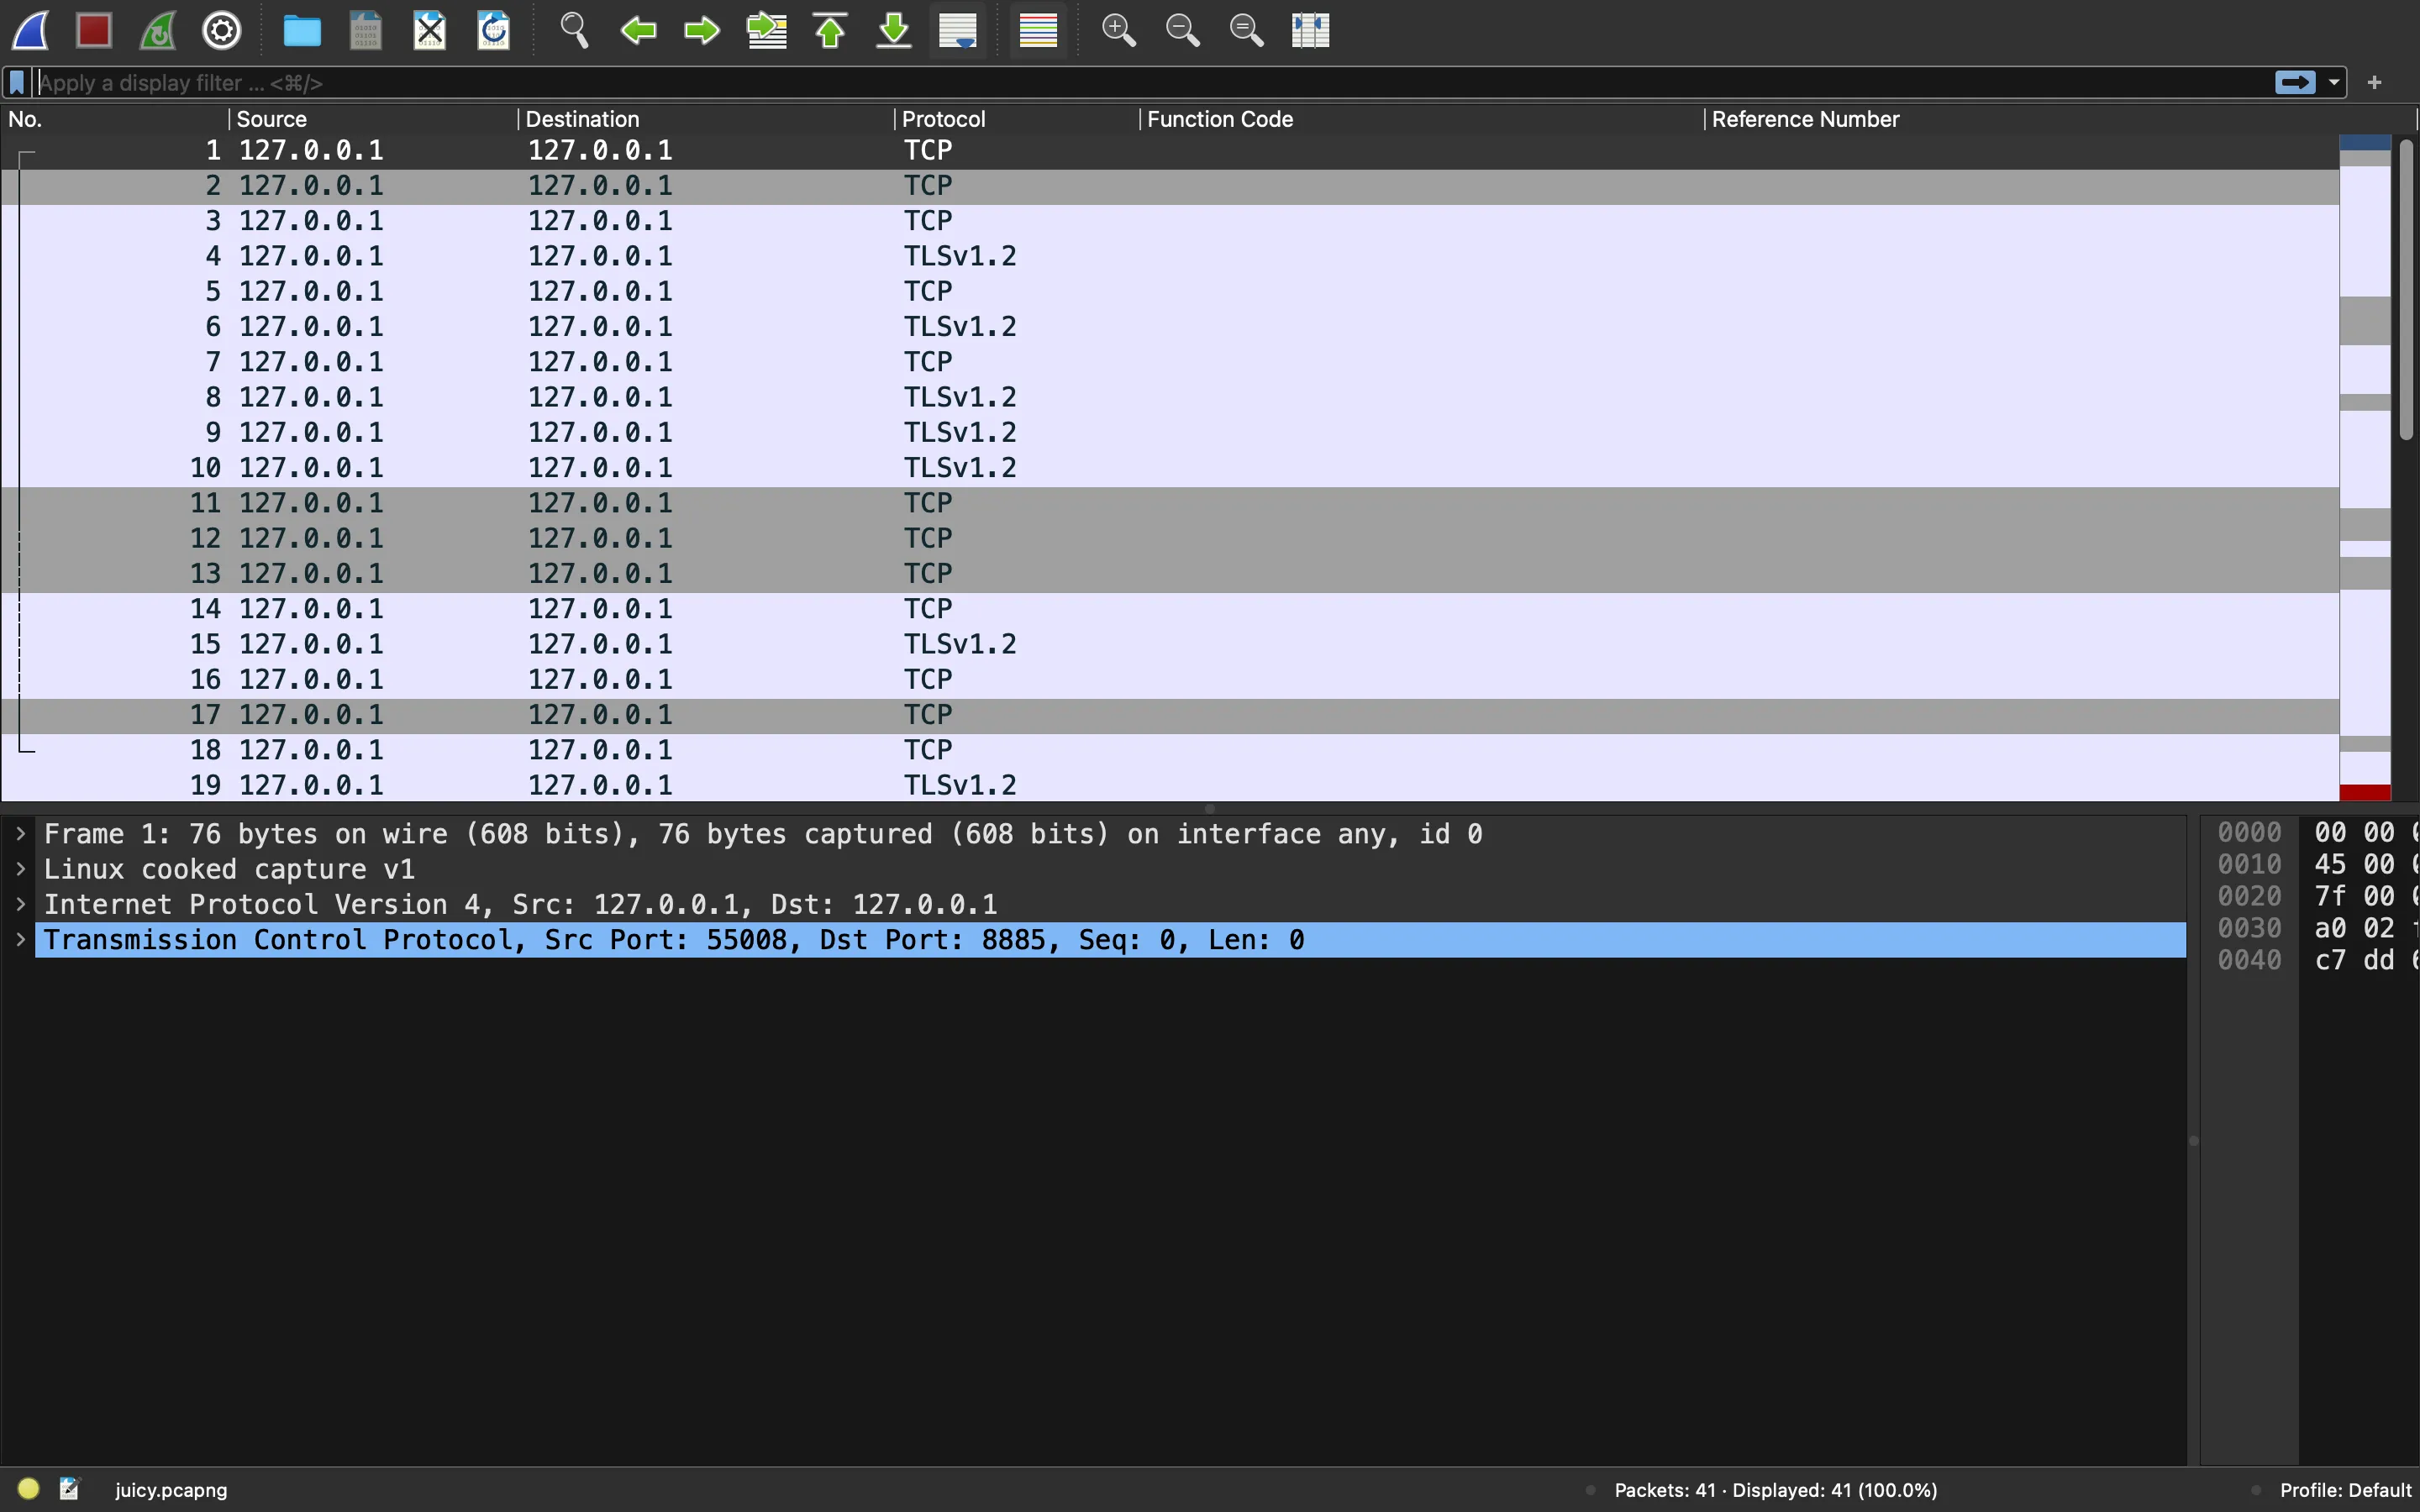 Apply a display filter ... <⌘/>
No. Source Destination Protocol Function Code Reference Number
1 127.0.0.1 127.0.0.1 TCP
2 127.0.0.1 127.0.0.1 TCP
3 127.0.0.1 127.0.0.1 TCP
4 127.0.0.1 127.0.0.1 TLSv1.2
5 127.0.0.1 127.0.0.1 TCP
6 127.0.0.1 127.0.0.1 TLSv1.2
7 127.0.0.1 127.0.0.1 TCP
8 127.0.0.1 127.0.0.1 TLSv1.2
9 127.0.0.1 127.0.0.1 TLSv1.2
10 127.0.0.1 127.0.0.1 TLSv1.2
11 127.0.0.1 127.0.0.1 TCP
12 127.0.0.1 127.0.0.1 TCP
13 127.0.0.1 127.0.0.1 TCP
14 127.0.0.1 127.0.0.1 TCP
15 127.0.0.1 127.0.0.1 TLSv1.2
16 127.0.0.1 127.0.0.1 TCP
17 127.0.0.1 127.0.0.1 TCP
18 127.0.0.1 127.0.0.1 TCP
19 127.0.0.1 127.0.0.1 TLSv1.2
Frame 1: 76 bytes on wire (608 bits), 76 bytes captured (608 bits) on interface any, id 0
Linux cooked capture v1
Internet Protocol Version 4, Src: 127.0.0.1, Dst: 127.0.0.1
Transmission Control Protocol, Src Port: 55008, Dst Port: 8885, Seq: 0, Len: 0
0000 00 00
0010 45 00
0020 7f 00
0030 a0 02
0040 c7 dd
juicy.pcapng
Packets: 41 · Displayed: 41 (100.0%)
Profile: Default